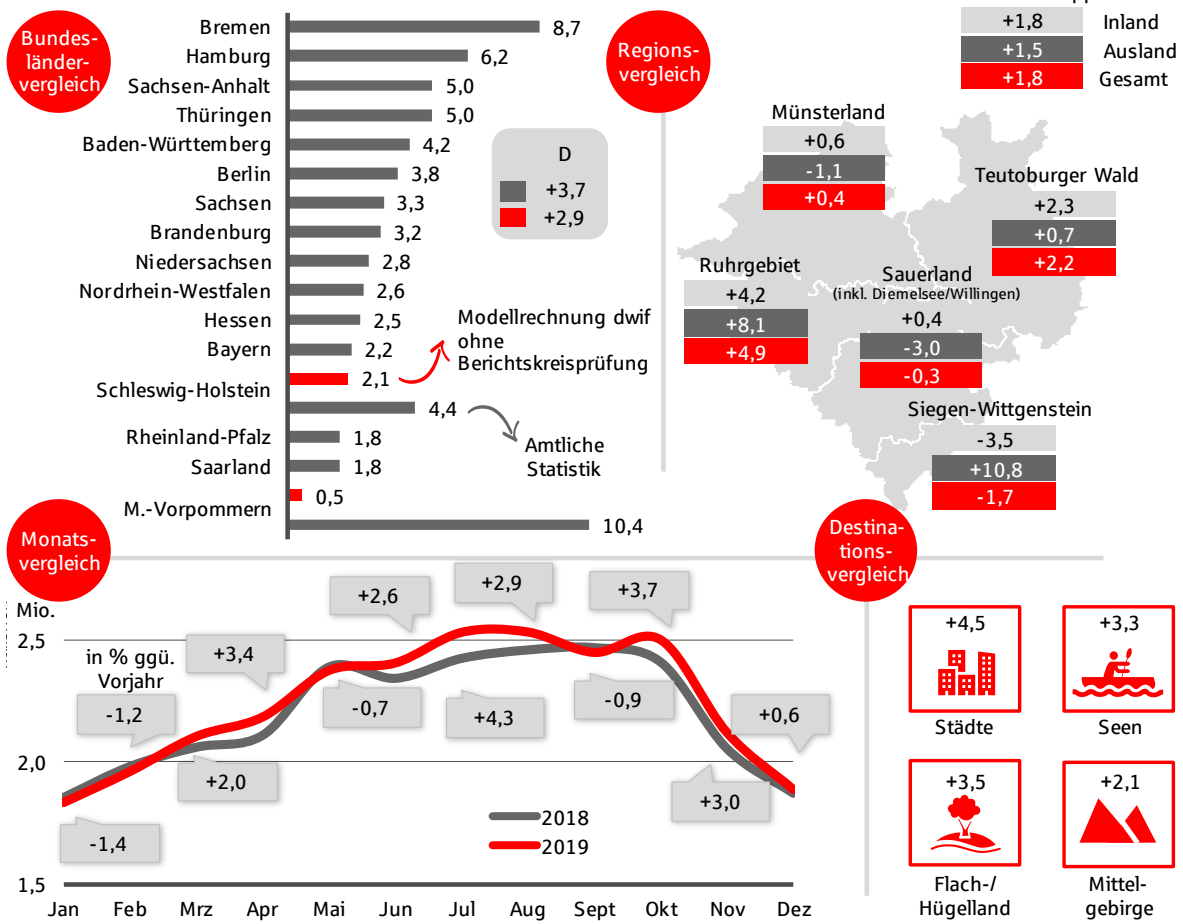 Bundes-
länder-
vergleich
Bremen 8,7
Hamburg 6,2
Sachsen-Anhalt 5,0
Thüringen 5,0
Baden-Württemberg 4,2
Berlin 3,8
Sachsen 3,3
Brandenburg 3,2
Niedersachsen 2,8
Nordrhein-Westfalen 2,6
Hessen 2,5
Bayern 2,2
Schleswig-Holstein
2,1
4,4
Rheinland-Pfalz 1,8
Saarland 1,8
M.-Vorpommern
0,5
10,4
D
+3,7
+2,9
Modellrechnung dwif
ohne
Berichtskreisprüfung
Amtliche
Statistik
Regions-
vergleich
+1,8 Inland
+1,5 Ausland
+1,8 Gesamt
Münsterland
+0,6
-1,1
+0,4
Teutoburger Wald
+2,3
+0,7
+2,2
Ruhrgebiet
+4,2
+8,1
+4,9
Sauerland
(inkl. Diemelsee/Willingen)
+0,4
-3,0
-0,3
Siegen-Wittgenstein
-3,5
+10,8
-1,7
Monats-
vergleich
Mio.
2,5
2,0
1,5
in % ggü.
Vorjahr
-1,4
-1,2
+2,0
+3,4
-0,7
+2,6
+4,3
+2,9
-0,9
+3,7
+3,0
+0,6
2018
2019
Jan Feb Mrz Apr Mai Jun Jul Aug Sept Okt Nov Dez
Destina-
tions-
vergleich
+4,5
Städte
+3,3
Seen
+3,5
Flach-/
Hügelland
+2,1
Mittel-
gebirge